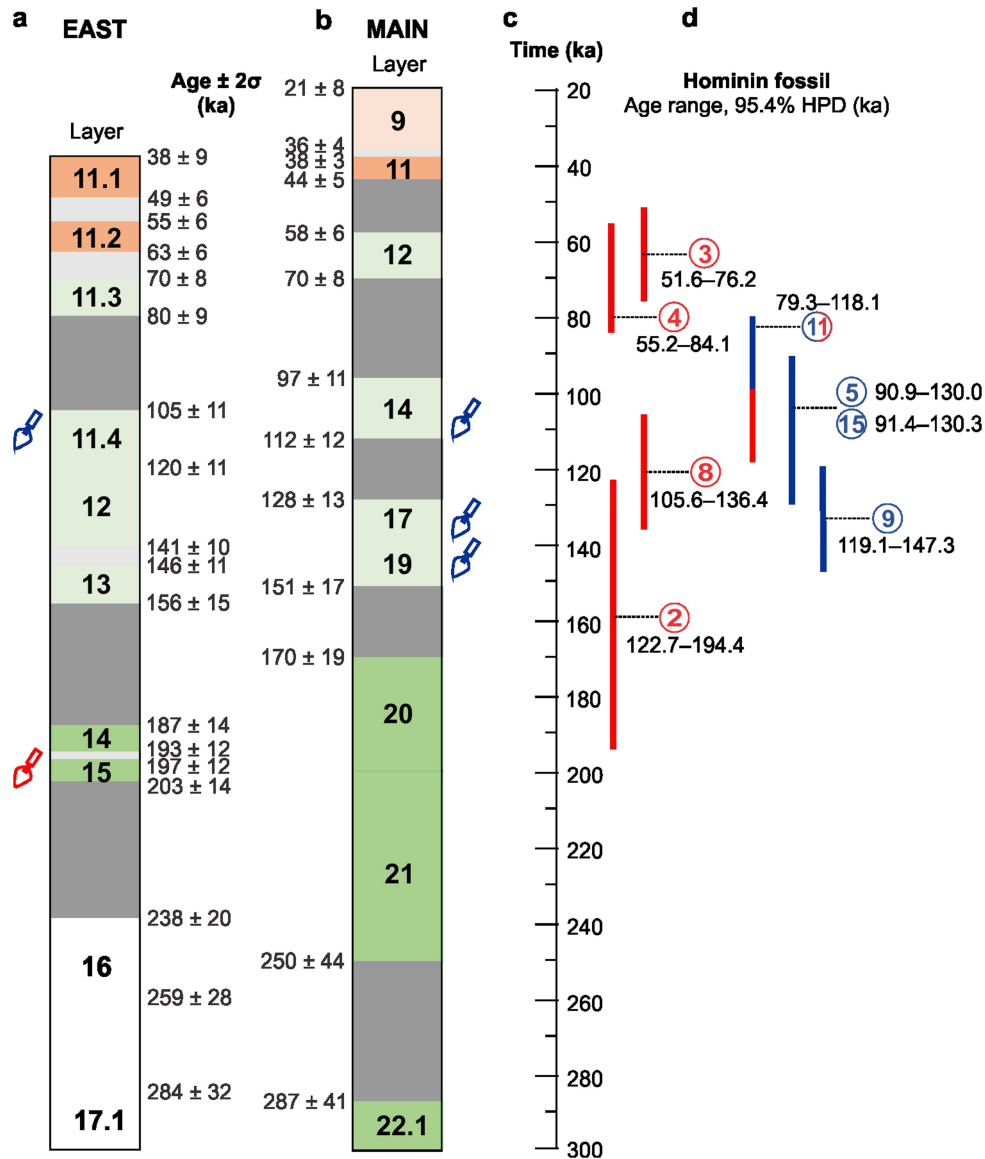 a
EAST
b
MAIN
c
d
Layer
Age ± 2σ
(ka)
Layer
Time (ka)
Hominin fossil
Age range, 95.4% HPD (ka)
11.1
11.2
11.3
11.4
12
13
14
15
16
17.1
38 ± 9
49 ± 6
55 ± 6
63 ± 6
70 ± 8
80 ± 9
105 ± 11
120 ± 11
141 ± 10
146 ± 11
156 ± 15
187 ± 14
193 ± 12
197 ± 12
203 ± 14
238 ± 20
259 ± 28
284 ± 32
21 ± 8
36 ± 4
38 ± 3
44 ± 5
58 ± 6
70 ± 8
97 ± 11
112 ± 12
128 ± 13
151 ± 17
170 ± 19
250 ± 44
287 ± 41
9
11
12
14
17
19
20
21
22.1
20
40
60
80
100
120
140
160
180
200
220
240
260
280
300
3
51.6–76.2
4
55.2–84.1
79.3–118.1
11
5 90.9–130.0
15 91.4–130.3
8
105.6–136.4
9
119.1–147.3
2
122.7–194.4